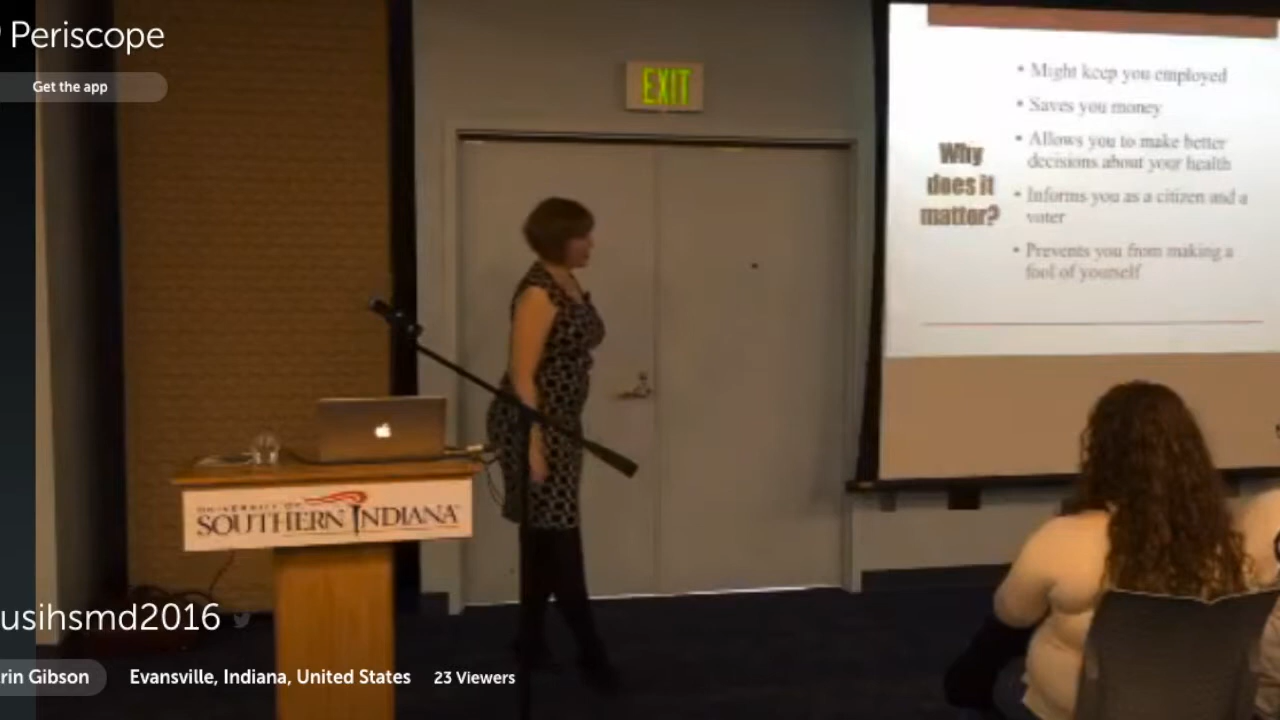 Periscope
Get the app
EXIT
Why
does it
matter?
• Might keep you employed
• Saves you money
• Allows you to make better
decisions about your health
• Informs you as a citizen and a
voter
• Prevents you from making a
fool of yourself
UNIVERSITY OF
SOUTHERN INDIANA
usihsmd2016
rin Gibson
Evansville, Indiana, United States
23 Viewers